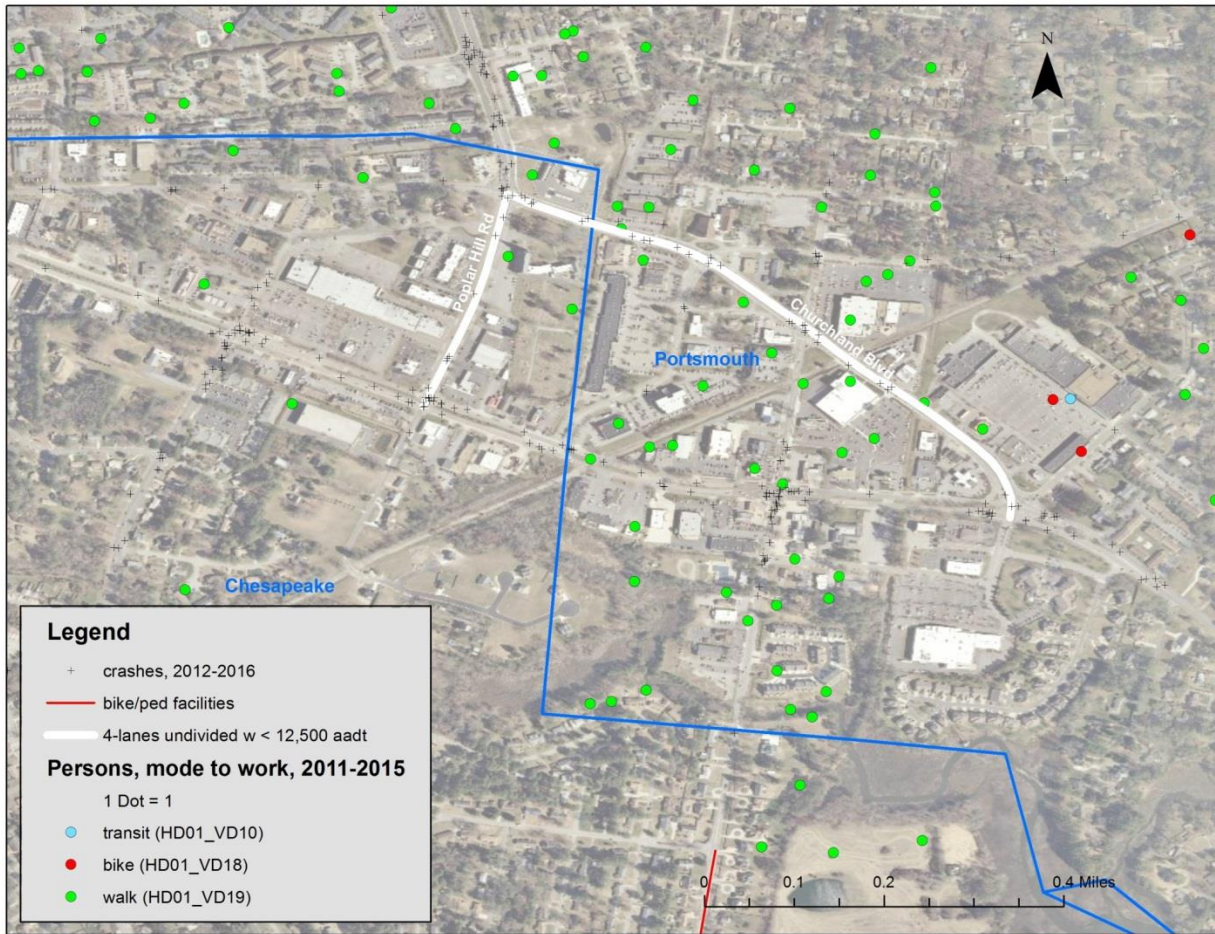 N
Poplar Hill Rd
Churchland Blvd
Portsmouth
Chesapeake
Legend
crashes, 2012-2016
bike/ped facilities
4-lanes undivided w < 12,500 aadt
Persons, mode to work, 2011-2015
1 Dot = 1
transit (HD01_VD10)
bike (HD01_VD18)
walk (HD01_VD19)
0 0.1 0.2 0.4 Miles